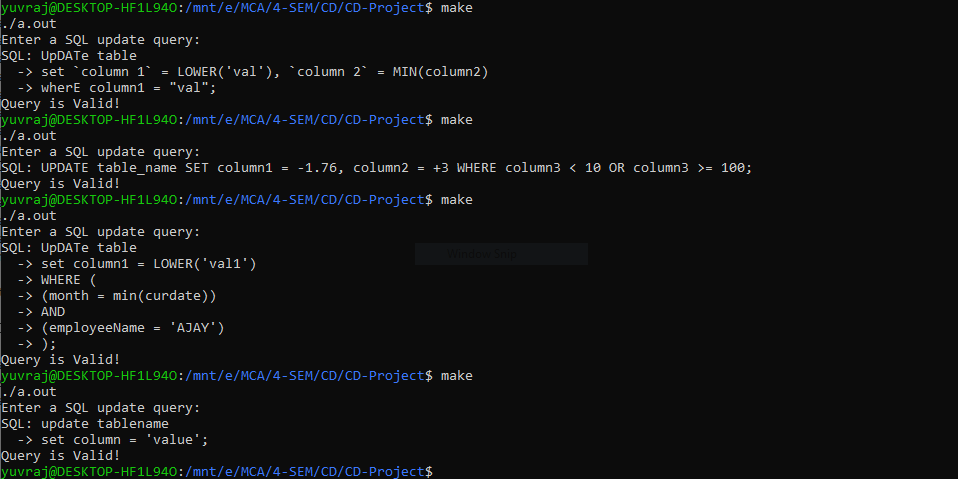 yuvraj@DESKTOP-HF1L94O:/mnt/e/MCA/4-SEM/CD/CD-Project$ make
./a.out
Enter a SQL update query:
SQL: UpDATe table
  -> set `column 1` = LOWER('val'), `column 2` = MIN(column2)
  -> wherE column1 = "val";
Query is Valid!
yuvraj@DESKTOP-HF1L94O:/mnt/e/MCA/4-SEM/CD/CD-Project$ make
./a.out
Enter a SQL update query:
SQL: UPDATE table_name SET column1 = -1.76, column2 = +3 WHERE column3 < 10 OR column3 >= 100;
Query is Valid!
yuvraj@DESKTOP-HF1L94O:/mnt/e/MCA/4-SEM/CD/CD-Project$ make
./a.out
Enter a SQL update query:
SQL: UpDATe table
  -> set column1 = LOWER('val1')
  -> WHERE (
  -> (month = min(curdate))
  -> AND
  -> (employeeName = 'AJAY')
  -> );
Query is Valid!
yuvraj@DESKTOP-HF1L94O:/mnt/e/MCA/4-SEM/CD/CD-Project$ make
./a.out
Enter a SQL update query:
SQL: update tablename
  -> set column = 'value';
Query is Valid!
yuvraj@DESKTOP-HF1L94O:/mnt/e/MCA/4-SEM/CD/CD-Project$